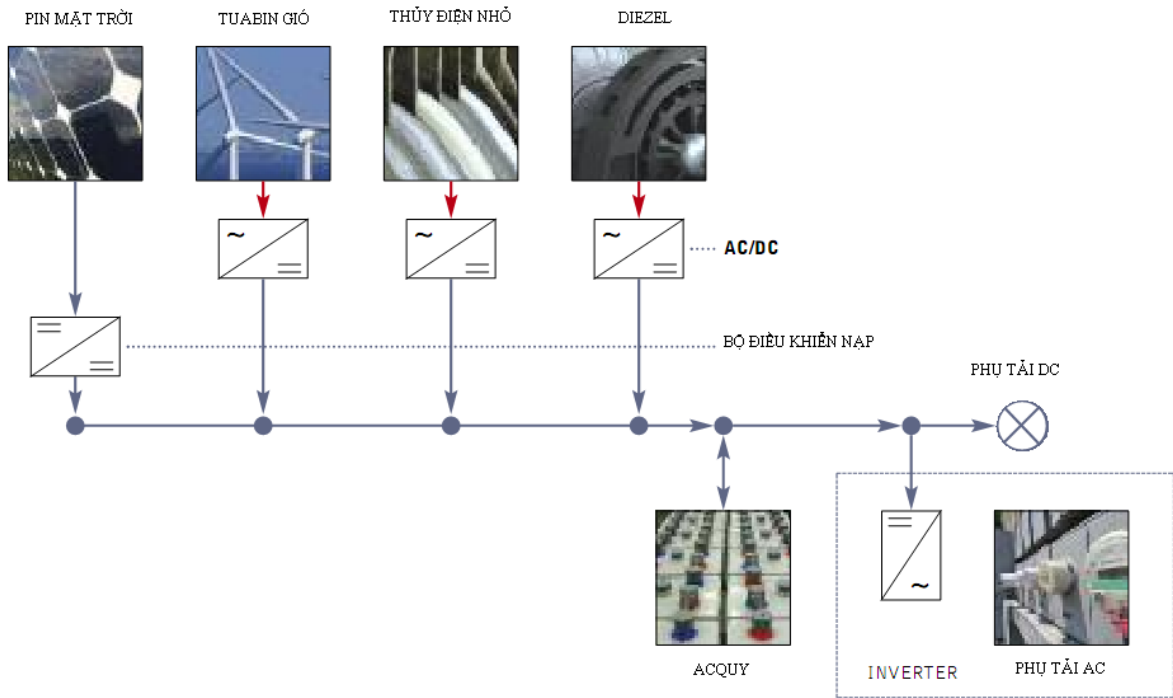 PIN MẶT TRỜI
TUABIN GIÓ
THỦY ĐIỆN NHỎ
DIEZEL
AC/DC
BỘ ĐIỀU KHIỂN NẠP
PHỤ TẢI DC
ACQUY
INVERTER
PHỤ TẢI AC